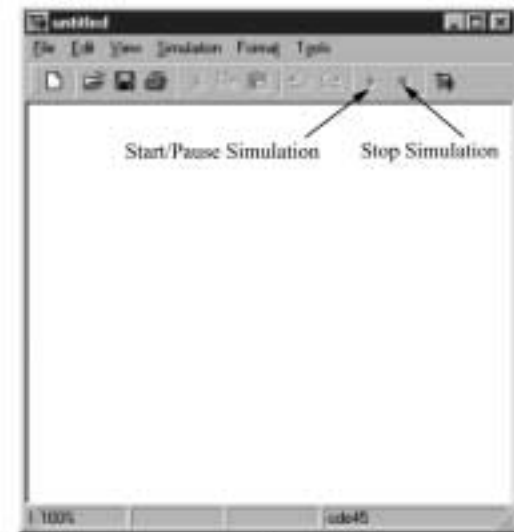 untitled
File Edit View Simulation Format Tools
Start/Pause Simulation Stop Simulation
100% ode45